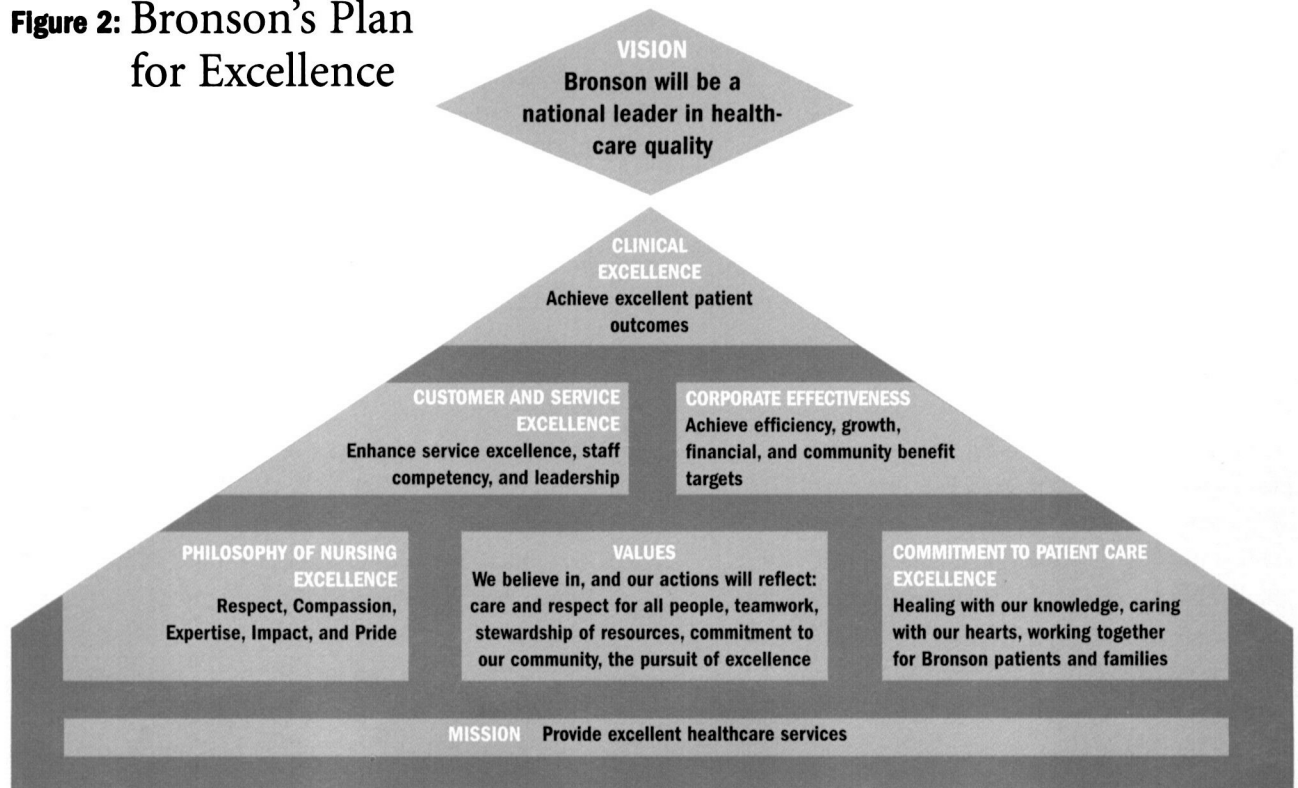 Figure 2: Bronson's Plan
for Excellence
VISION
Bronson will be a
national leader in health-
care quality
CLINICAL
EXCELLENCE
Achieve excellent patient
outcomes
CUSTOMER AND SERVICE
EXCELLENCE
Enhance service excellence, staff
competency, and leadership
CORPORATE EFFECTIVENESS
Achieve efficiency, growth,
financial, and community benefit
targets
PHILOSOPHY OF NURSING
EXCELLENCE
Respect, Compassion,
Expertise, Impact, and Pride
VALUES
We believe in, and our actions will reflect:
care and respect for all people, teamwork,
stewardship of resources, commitment to
our community, the pursuit of excellence
COMMITMENT TO PATIENT CARE
EXCELLENCE
Healing with our knowledge, caring
with our hearts, working together
for Bronson patients and families
MISSION Provide excellent healthcare services